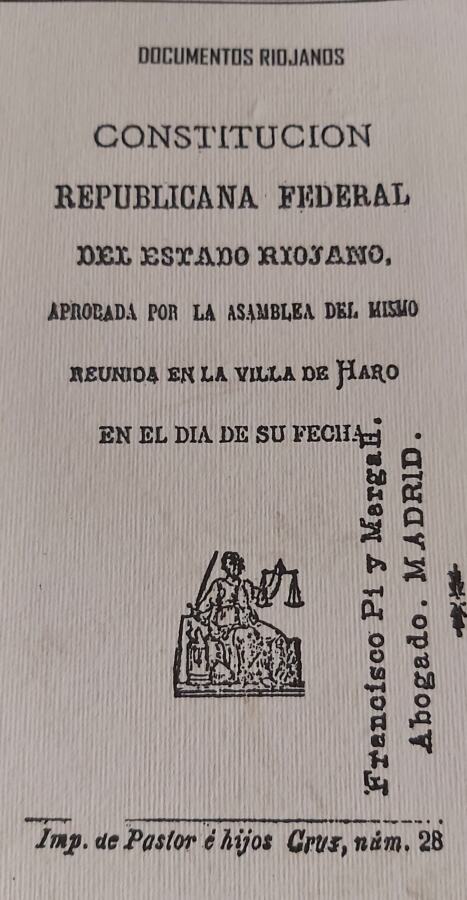 DOCUMENTOS RIOJANOS
CONSTITUCION
REPUBLICANA FEDERAL
DEL ESTADO RIOJANO,
APROBADA POR LA ASAMBLEA DEL MISMO
REUNIDA EN LA VILLA DE HARO
EN EL DIA DE SU FECHA.
Francisco Pi y Margall.
Abogado. MADRID.
Imp. de Pastor é hijos Cruz, núm. 28